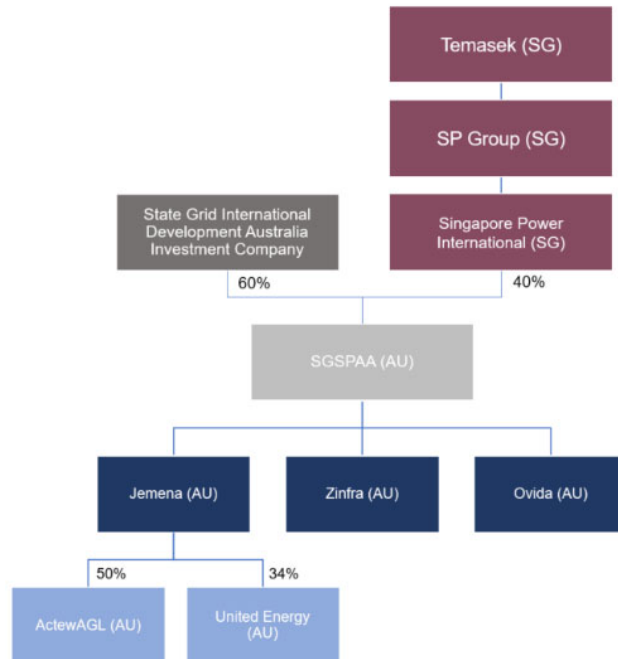 Temasek (SG)
SP Group (SG)
State Grid International
Development Australia
Investment Company
Singapore Power
International (SG)
60%
40%
SGSPAA (AU)
Jemena (AU)
Zinfra (AU)
Ovida (AU)
50%
34%
ActewAGL (AU)
United Energy
(AU)